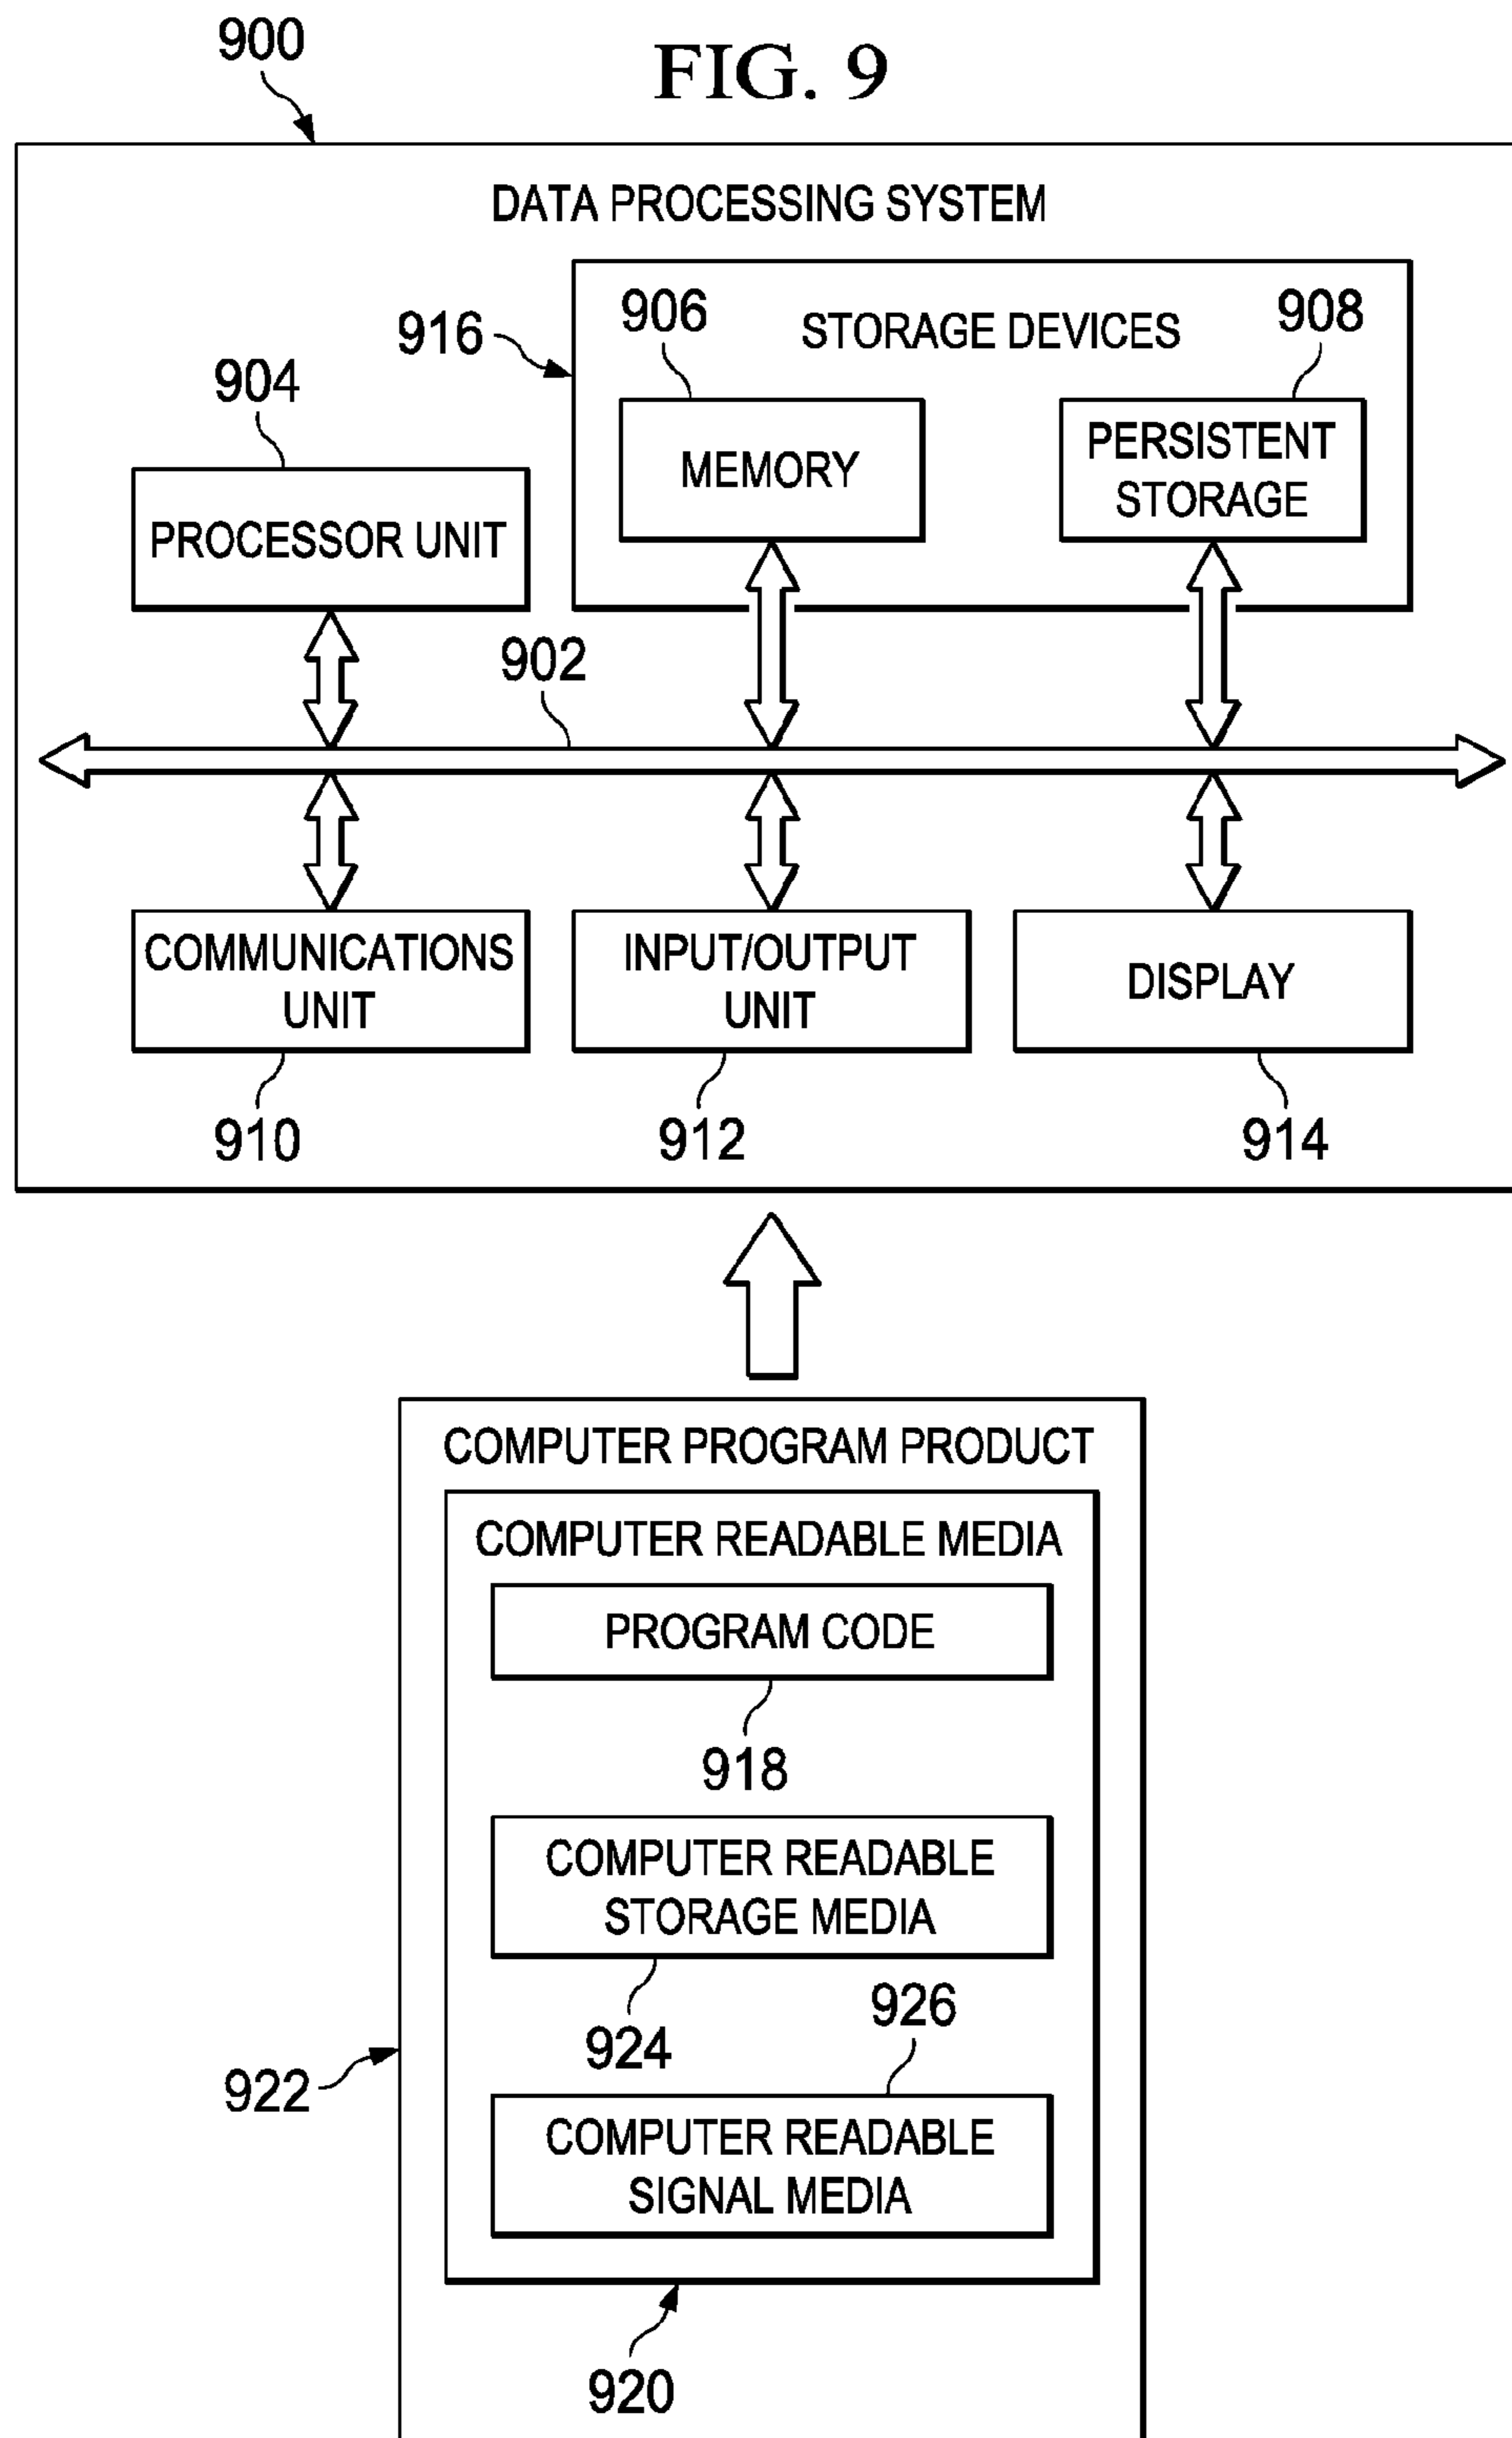 900
FIG. 9
DATA PROCESSING SYSTEM
916
906
STORAGE DEVICES
908
904
MEMORY
PERSISTENT
STORAGE
PROCESSOR UNIT
902
COMMUNICATIONS
UNIT
INPUT/OUTPUT
UNIT
DISPLAY
910
912
914
COMPUTER PROGRAM PRODUCT
COMPUTER READABLE MEDIA
PROGRAM CODE
918
COMPUTER READABLE
STORAGE MEDIA
924
926
922
COMPUTER READABLE
SIGNAL MEDIA
920